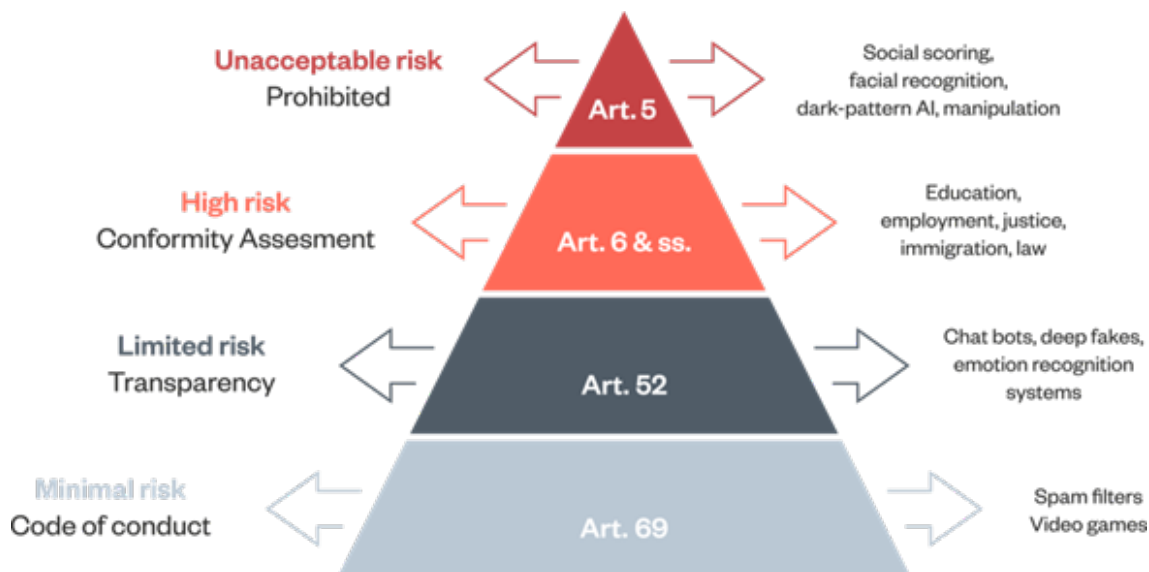 Unacceptable risk
Prohibited
Art. 5
Social scoring,
facial recognition,
dark-pattern AI, manipulation
High risk
Conformity Assesment
Art. 6 & ss.
Education,
employment, justice,
immigration, law
Limited risk
Transparency
Art. 52
Chat bots, deep fakes,
emotion recognition
systems
Minimal risk
Code of conduct
Art. 69
Spam filters
Video games